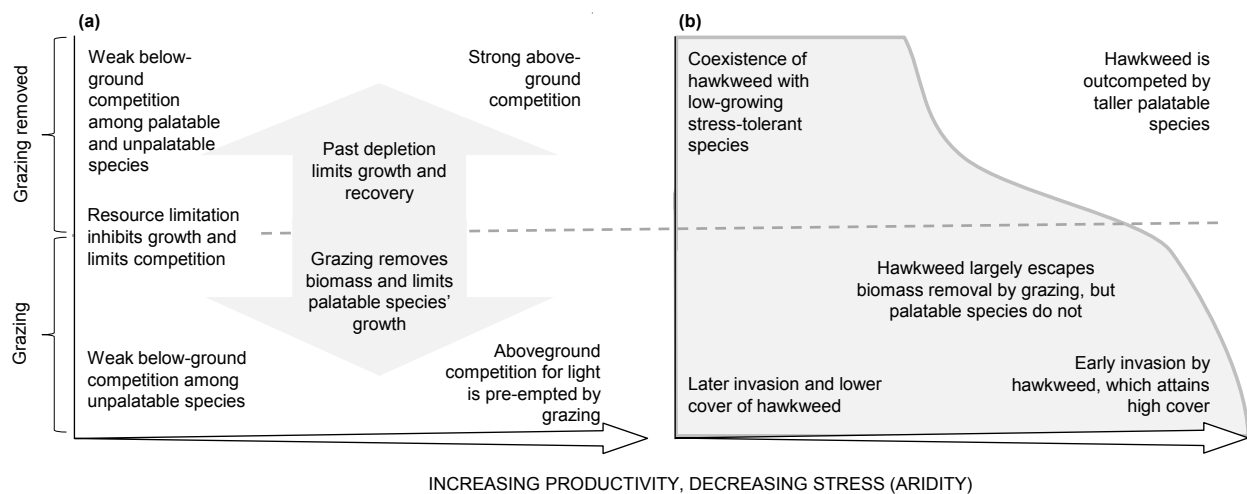 (a)
Grazing removed
Grazing
Weak below-
ground
competition
among palatable
and unpalatable
species
Strong above-
ground
competition
Past depletion
limits growth and
recovery
Resource limitation
inhibits growth and
limits competition
Grazing removes
biomass and limits
palatable species'
growth
Weak below-ground
competition among
unpalatable species
Aboveground
competition for light
is pre-empted by
grazing
(b)
Coexistence of
hawkweed with
low-growing
stress-tolerant
species
Hawkweed is
outcompeted by
taller palatable
species
Hawkweed largely escapes
biomass removal by grazing, but
palatable species do not
Later invasion and lower
cover of hawkweed
Early invasion by
hawkweed, which attains
high cover
INCREASING PRODUCTIVITY, DECREASING STRESS (ARIDITY)